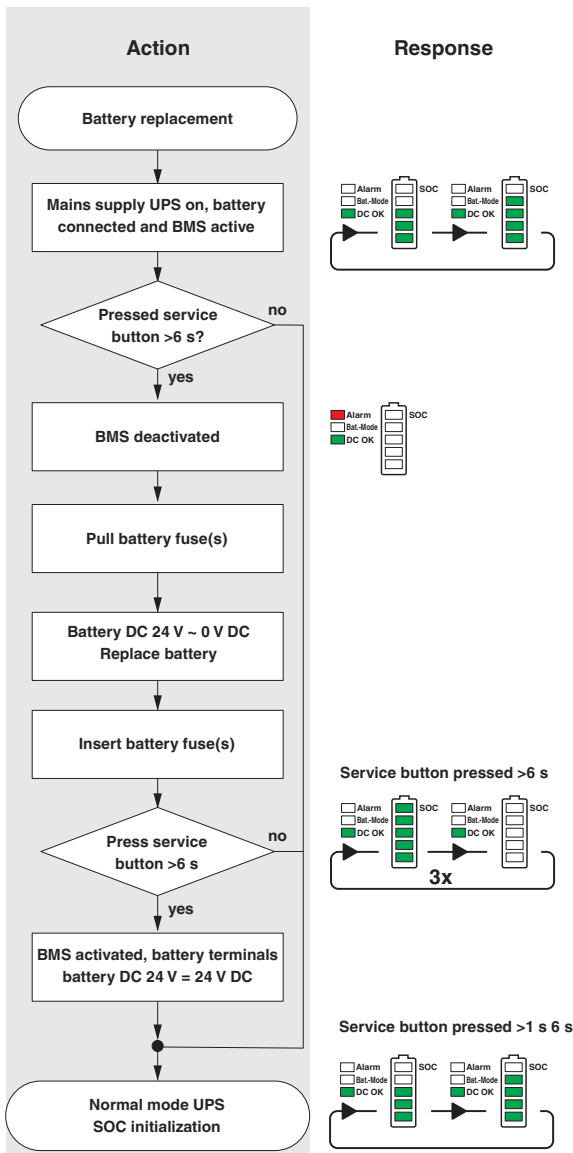 Action
Response
Battery replacement
Mains supply UPS on, battery
connected and BMS active
Alarm
Bat.-Mode
DC OK
SOC
Alarm
Bat.-Mode
DC OK
SOC
Pressed service
button >6 s?
no
yes
BMS deactivated
Alarm
Bat.-Mode
DC OK
SOC
Pull battery fuse(s)
Battery DC 24 V ~ 0 V DC
Replace battery
Insert battery fuse(s)
Service button pressed >6 s
Alarm
Bat.-Mode
DC OK
SOC
Alarm
Bat.-Mode
DC OK
SOC
3x
Press service
button >6 s
no
yes
BMS activated, battery terminals
battery DC 24 V = 24 V DC
Service button pressed >1 s 6 s
Alarm
Bat.-Mode
DC OK
SOC
Alarm
Bat.-Mode
DC OK
SOC
Normal mode UPS
SOC initialization